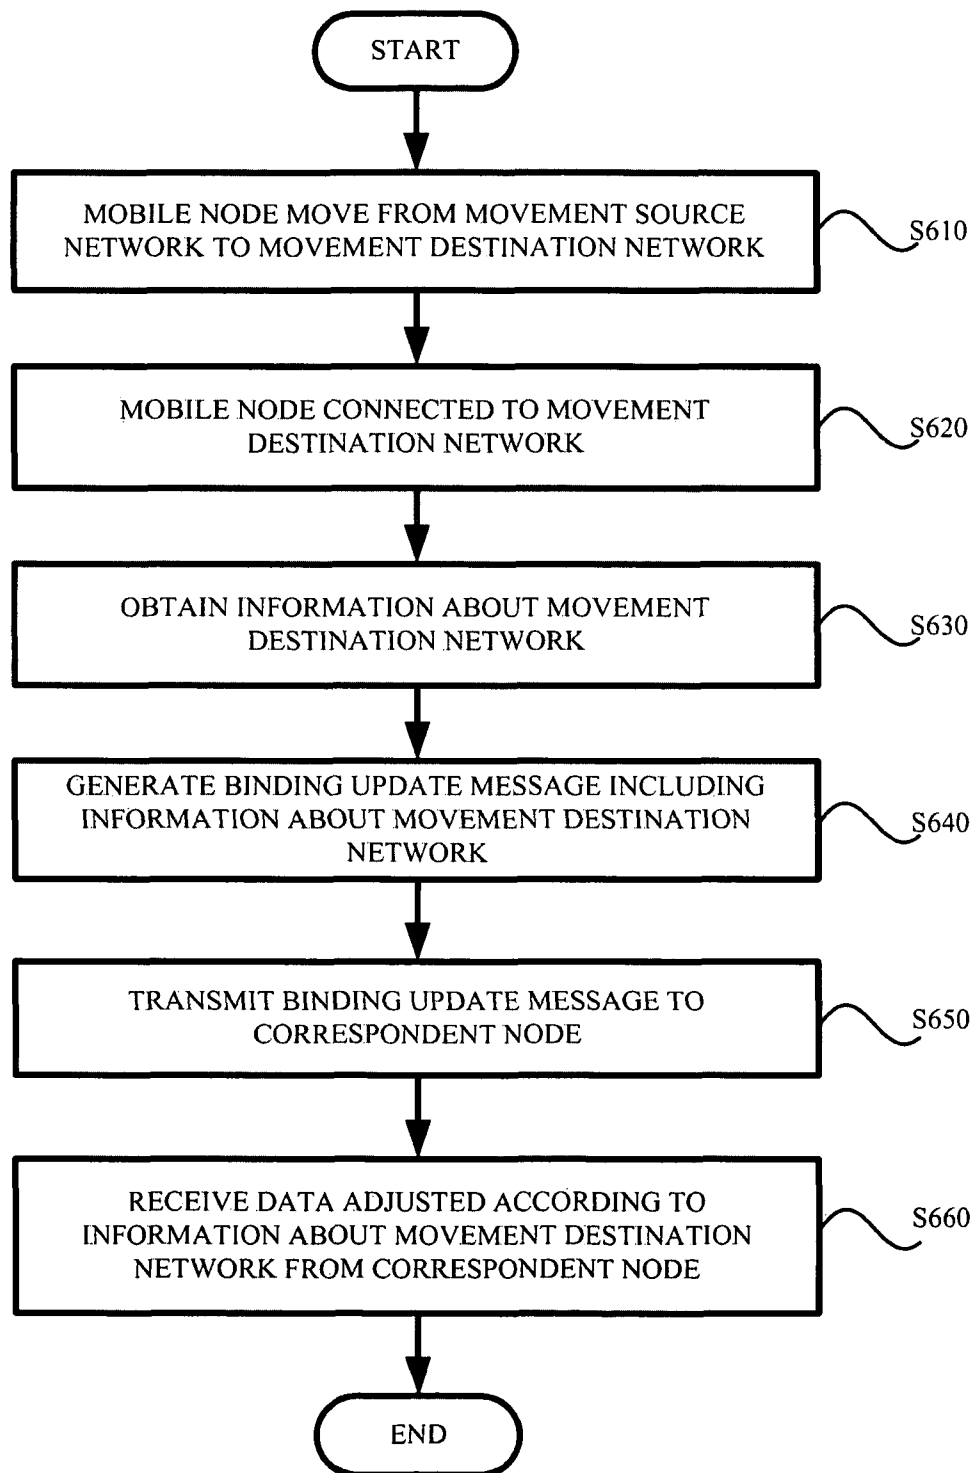 START
MOBILE NODE MOVE FROM MOVEMENT SOURCE
NETWORK TO MOVEMENT DESTINATION NETWORK
S610
MOBILE NODE CONNECTED TO MOVEMENT
DESTINATION NETWORK
S620
OBTAIN INFORMATION ABOUT MOVEMENT
DESTINATION NETWORK
S630
GENERATE BINDING UPDATE MESSAGE INCLUDING
INFORMATION ABOUT MOVEMENT DESTINATION
NETWORK
S640
TRANSMIT BINDING UPDATE MESSAGE TO
CORRESPONDENT NODE
S650
RECEIVE DATA ADJUSTED ACCORDING TO
INFORMATION ABOUT MOVEMENT DESTINATION
NETWORK FROM CORRESPONDENT NODE
S660
END